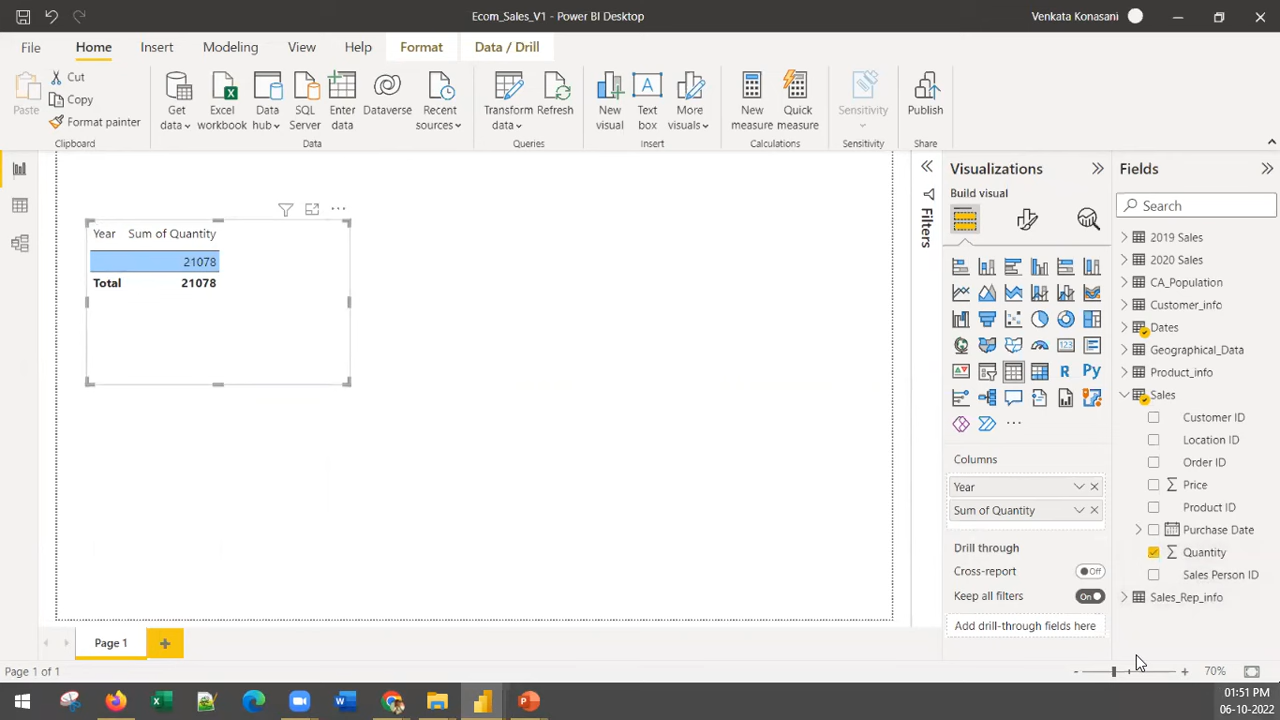 Ecom_Sales_V1 - Power BI Desktop
Venkata Konasani
File
Home
Insert
Modeling
View
Help
Format
Data / Drill
Paste
Cut
Copy
Format painter
Clipboard
Get
data
Excel
workbook
Data
hub
SQL
Server
Enter
data
Dataverse
Recent
sources
Data
Transform
data
Refresh
Queries
New
visual
Text
box
More
visuals
Insert
New
measure
Quick
measure
Calculations
Sensitivity
Sensitivity
Publish
Share
Year Sum of Quantity
21078
Total 21078
Filters
Visualizations
Build visual
123
R
Py
Columns
Year
Sum of Quantity
Drill through
Cross-report
Off
Keep all filters
On
Add drill-through fields here
Fields
Search
2019 Sales
2020 Sales
CA_Population
Customer_info
Dates
Geographical_Data
Product_info
Sales
Customer ID
Location ID
Order ID
Price
Product ID
Purchase Date
Quantity
Sales Person ID
Sales_Rep_info
Page 1
Page 1 of 1
70%
01:51 PM
06-10-2022